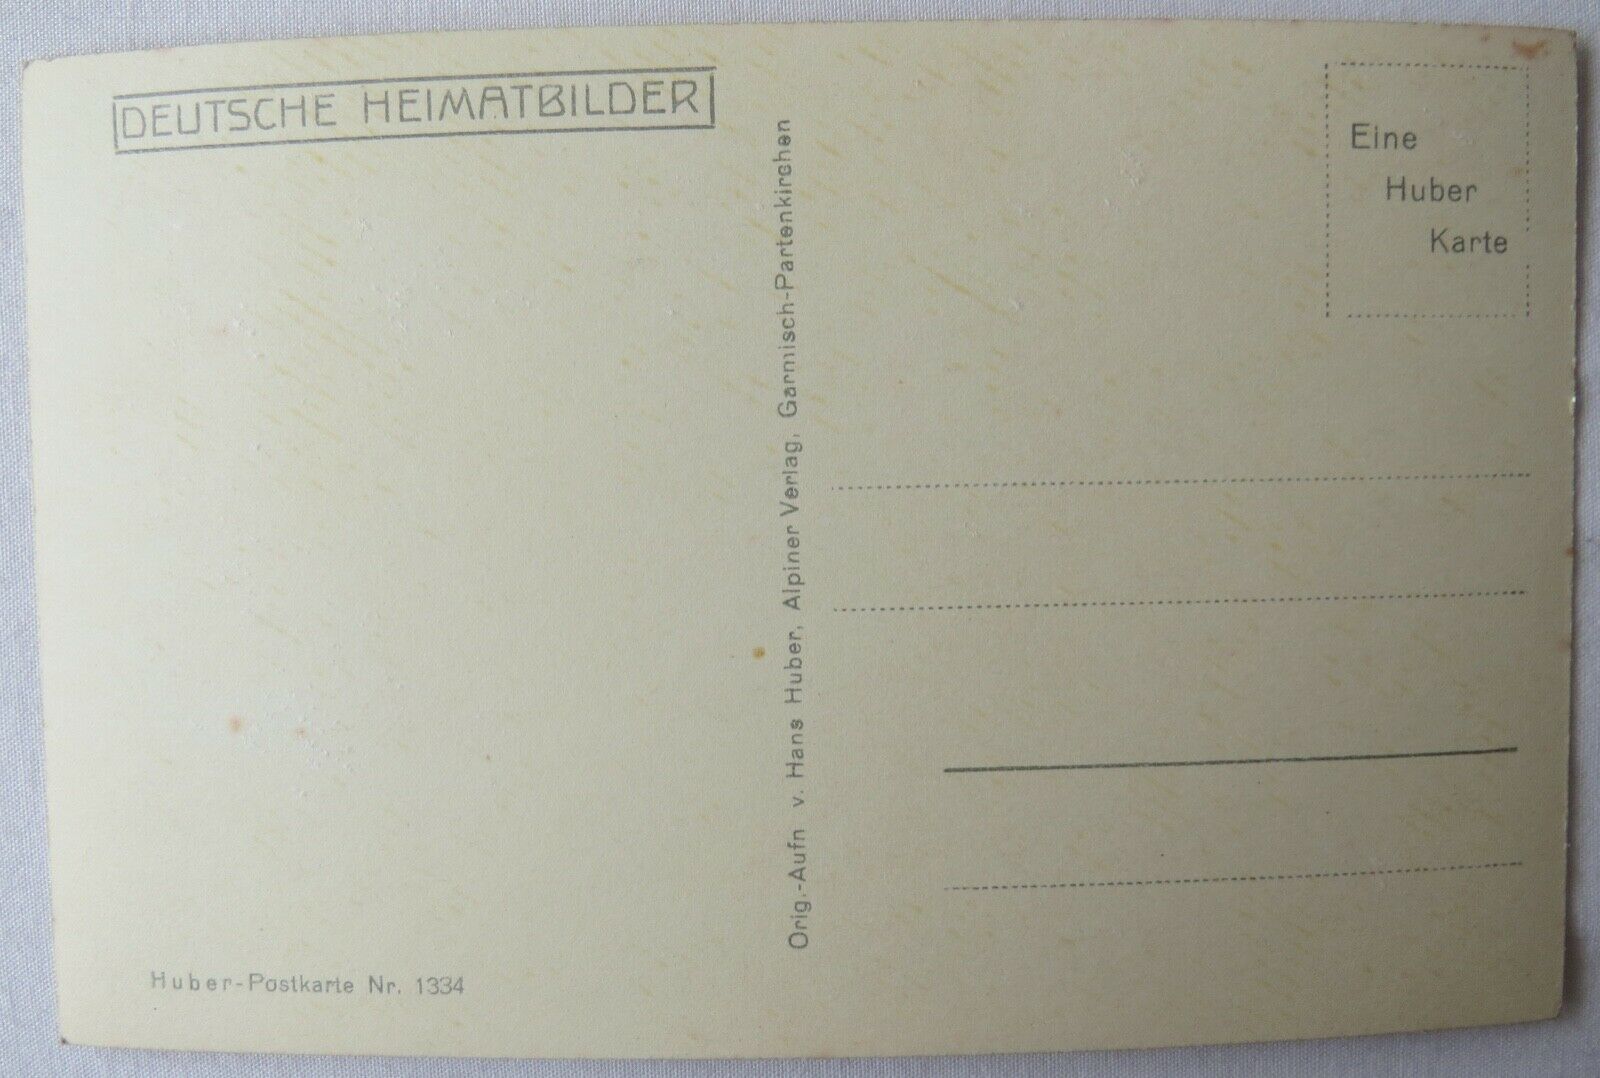 DEUTSCHE HEIMATBILDER
Eine
Huber
Karte
Orig.-Aufn v. Hans Huber, Alpiner Verlag, Garmisch-Partenkirchen
Huber-Postkarte Nr. 1334